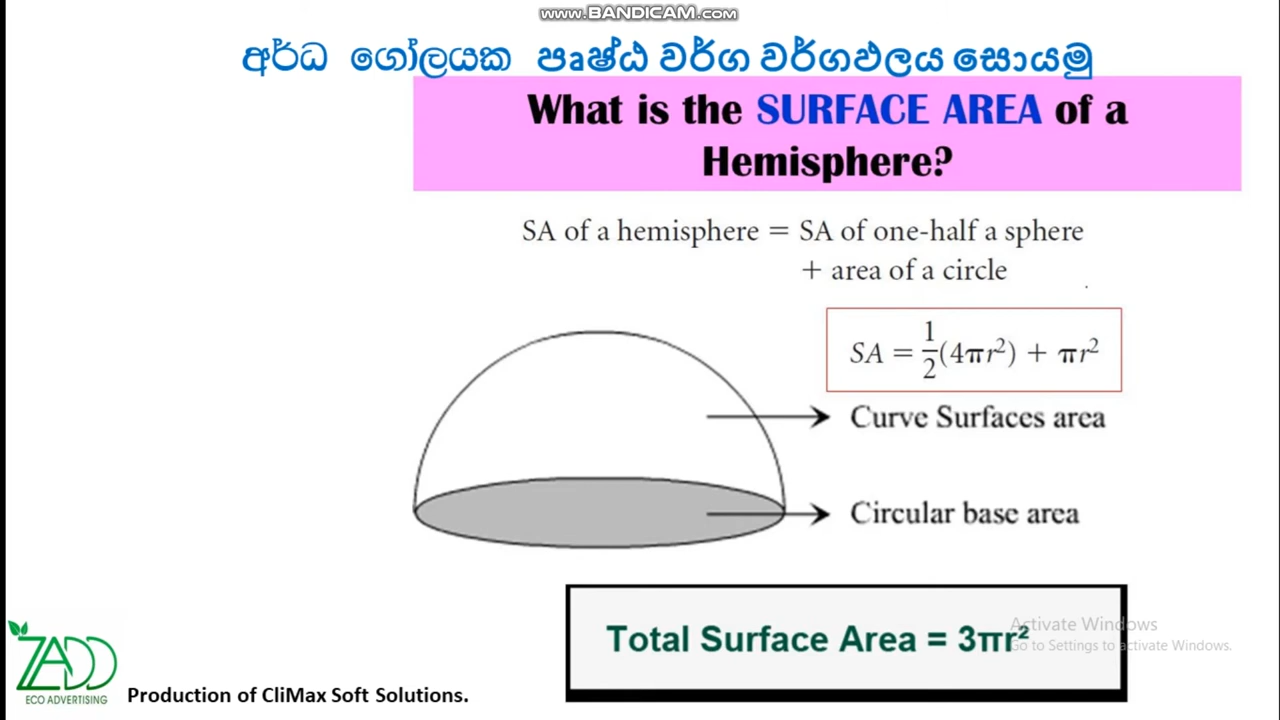 www.BANDICAM.com
අර්ධ ගෝලයක පෘෂ්ඨ වර්ග වර්ගඵලය සොයමු
What is the SURFACE AREA of a
Hemisphere?
SA of a hemisphere = SA of one-half a sphere
+ area of a circle
SA = 1/2(4πr²) + πr²
Curve Surfaces area
Circular base area
Total Surface Area = 3πr²
Activate Windows
Go to Settings to activate Windows.
ZADD
ECO ADVERTISING
Production of CliMax Soft Solutions.